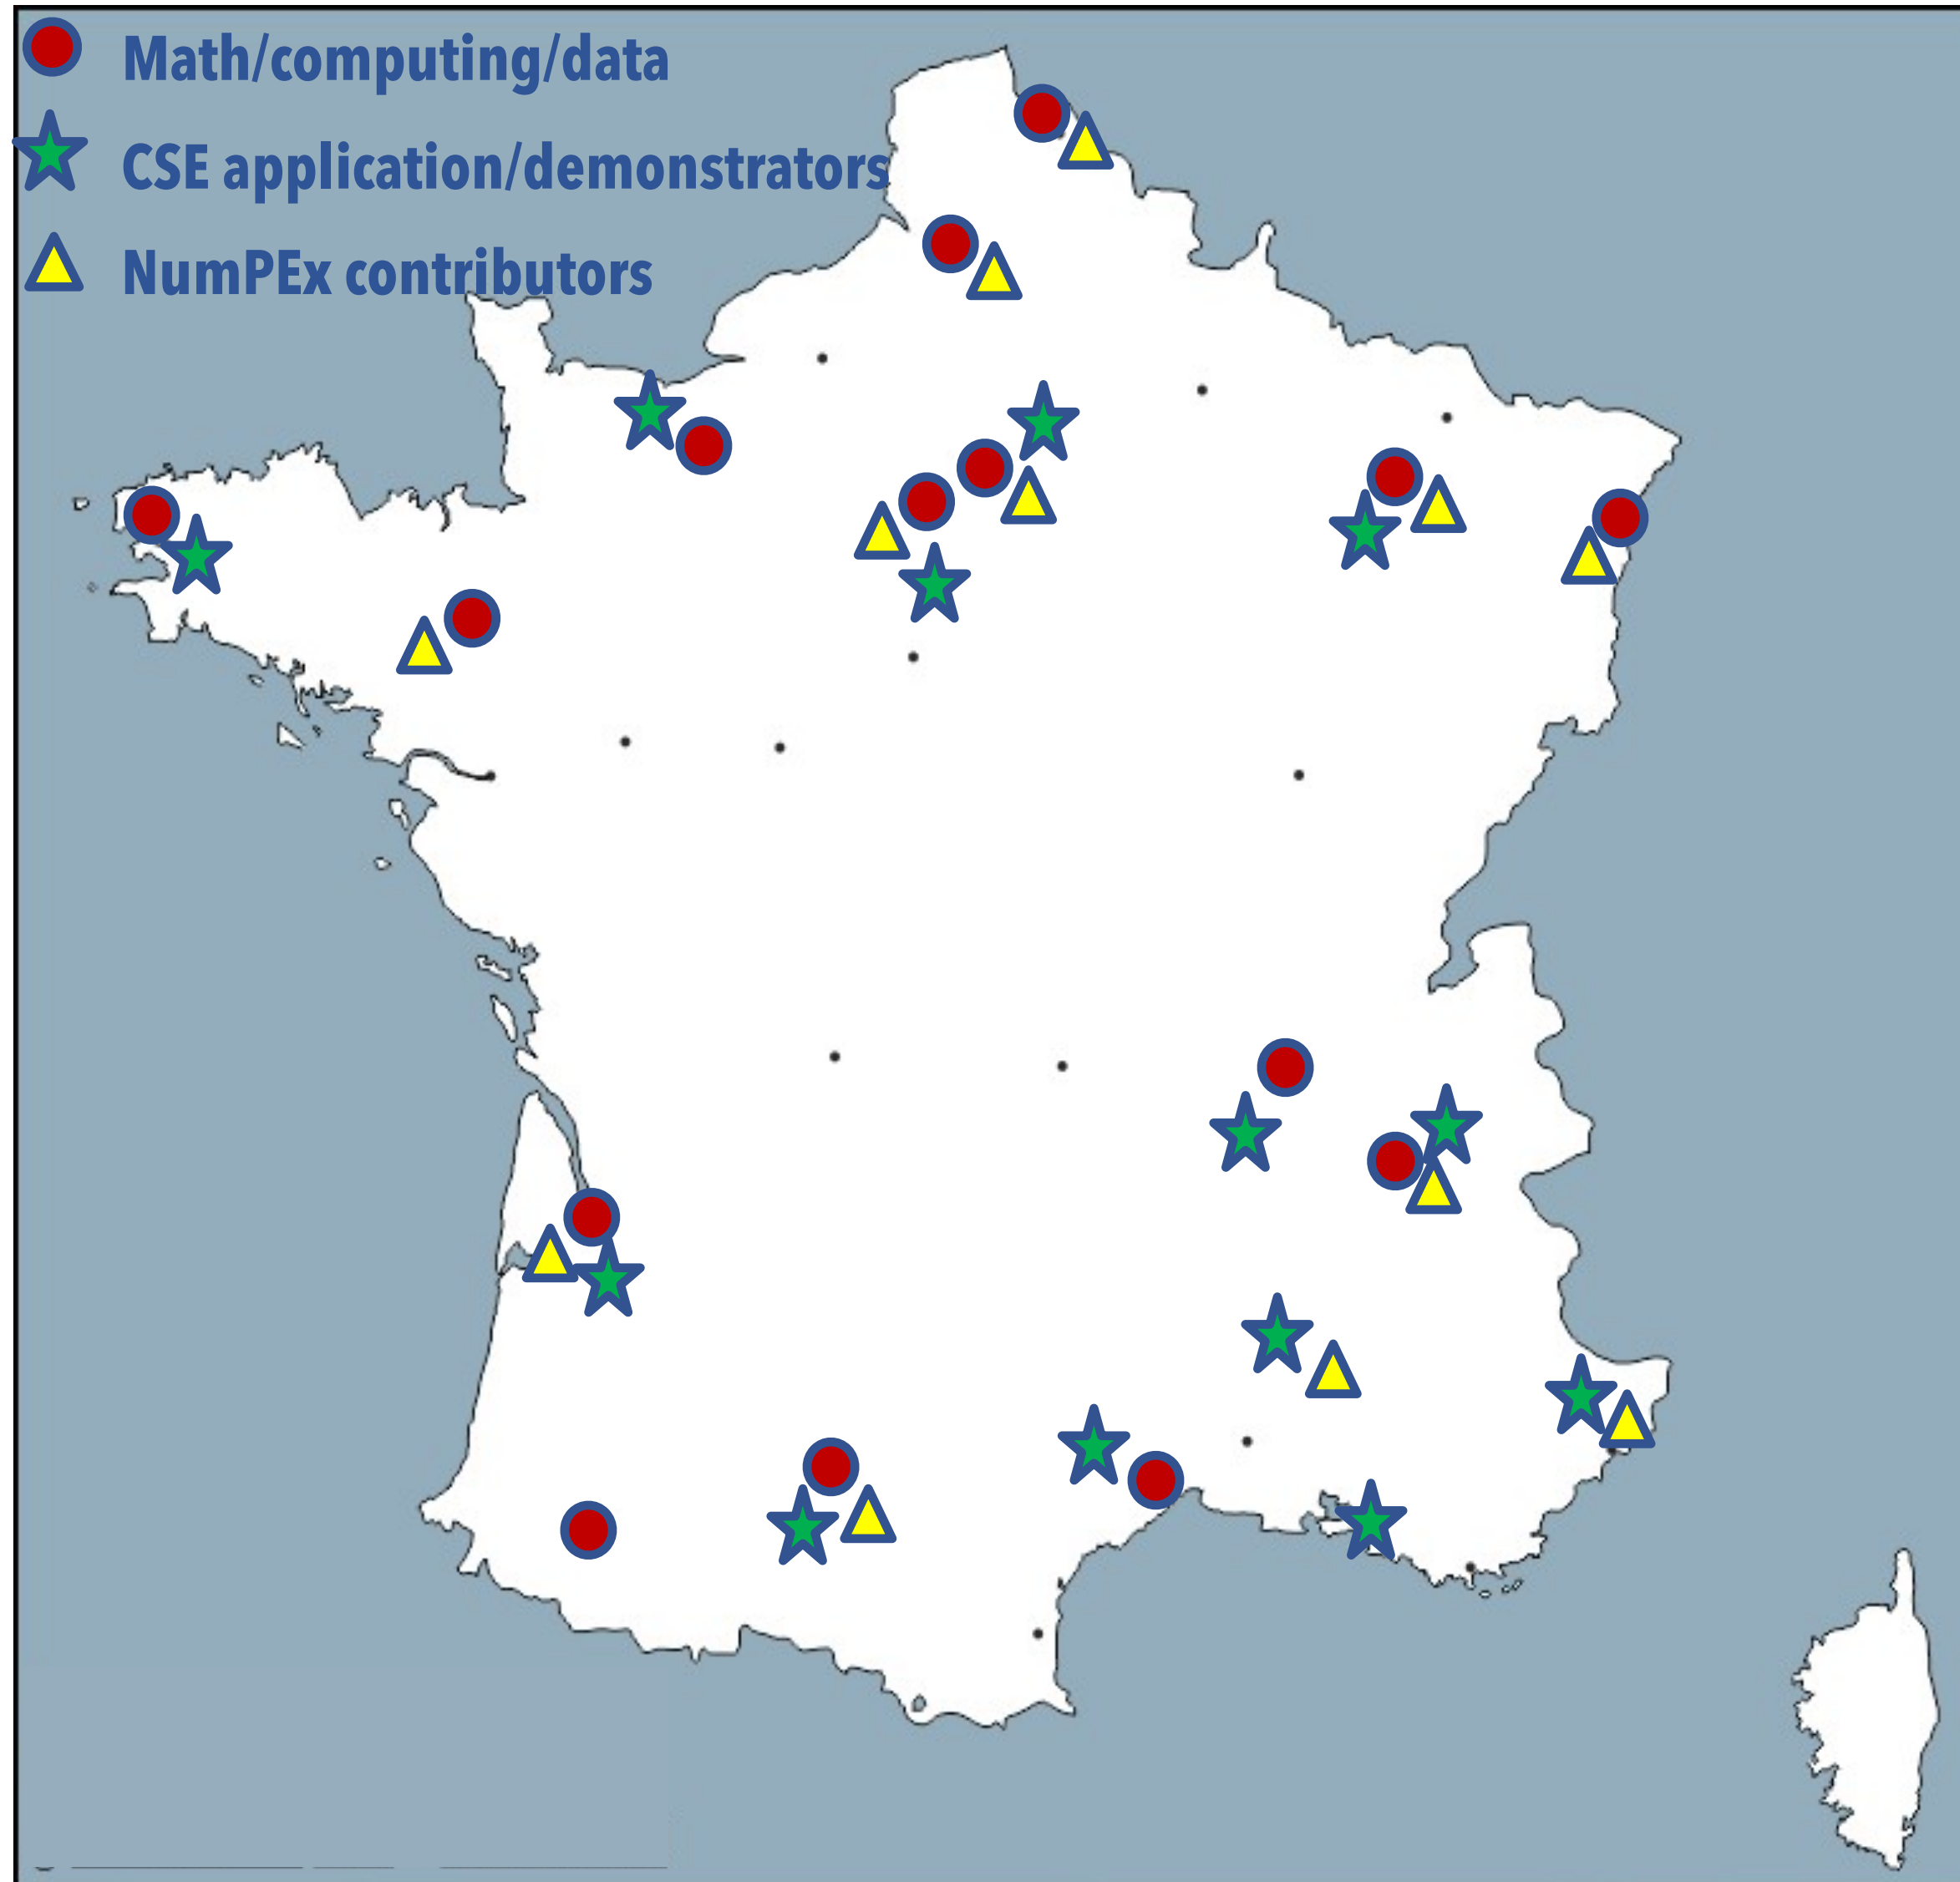 Math/computing/data
CSE application/demonstrators
NumPEx contributors